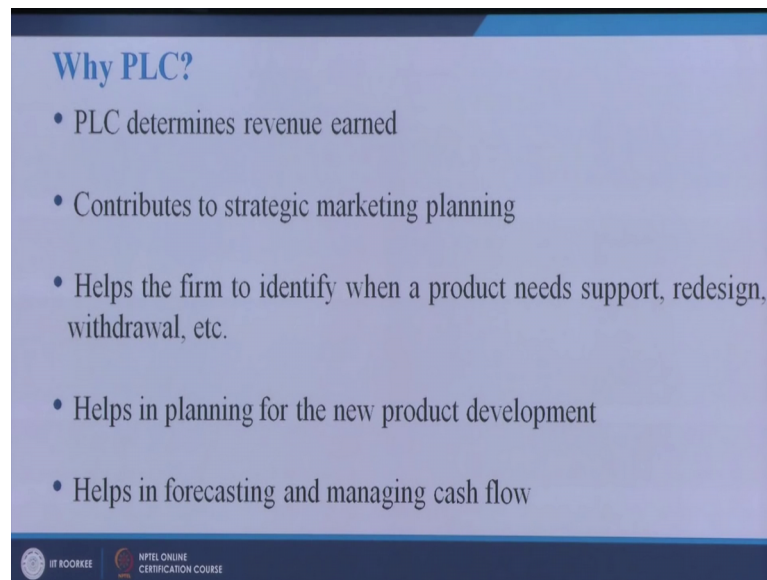 Why PLC?
• PLC determines revenue earned
• Contributes to strategic marketing planning
• Helps the firm to identify when a product needs support, redesign,
withdrawal, etc.
• Helps in planning for the new product development
• Helps in forecasting and managing cash flow
IIT ROORKEE
NPTEL ONLINE
CERTIFICATION COURSE